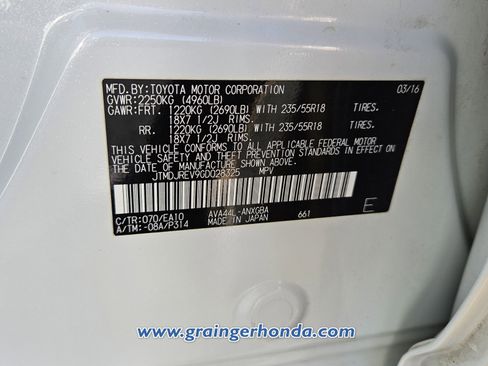 MFD.BY:TOYOTA MOTOR CORPORATION 03/16
GVWR:2250KG (4960LB)
GAWR:FRT. 1220KG (2690LB) WITH 235/55R18 TIRES.
18X7 1/2J RIMS.
RR. 1220KG (2690LB) WITH 235/55R18 TIRES.
18X7 1/2J RIMS.
THIS VEHICLE CONFORMS TO ALL APPLICABLE FEDERAL MOTOR
VEHICLE SAFETY, BUMPER, AND THEFT PREVENTION STANDARDS IN EFFECT ON
THE DATE OF MANUFACTURE SHOWN ABOVE.
JTMDJREV9GD028325 MPV
C/TR:070/EA10 AVA44L-ANXGBA 661 E
A/TM:-08A/P314 MADE IN JAPAN
www.graingerhonda.com